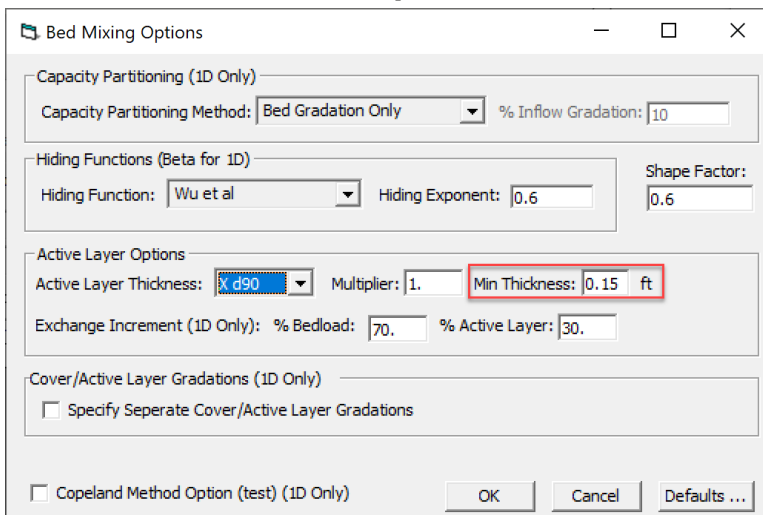 Bed Mixing Options
Capacity Partitioning (1D Only)
Capacity Partitioning Method: Bed Gradation Only % Inflow Gradation: 10
Hiding Functions (Beta for 1D)
Hiding Function: Wu et al Hiding Exponent: 0.6
Shape Factor:
0.6
Active Layer Options
Active Layer Thickness: X d90 Multiplier: 1. Min Thickness: 0.15 ft
Exchange Increment (1D Only): % Bedload: 70. % Active Layer: 30.
Cover/Active Layer Gradations (1D Only)
Specify Seperate Cover/Active Layer Gradations
Copeland Method Option (test) (1D Only) OK Cancel Defaults ...